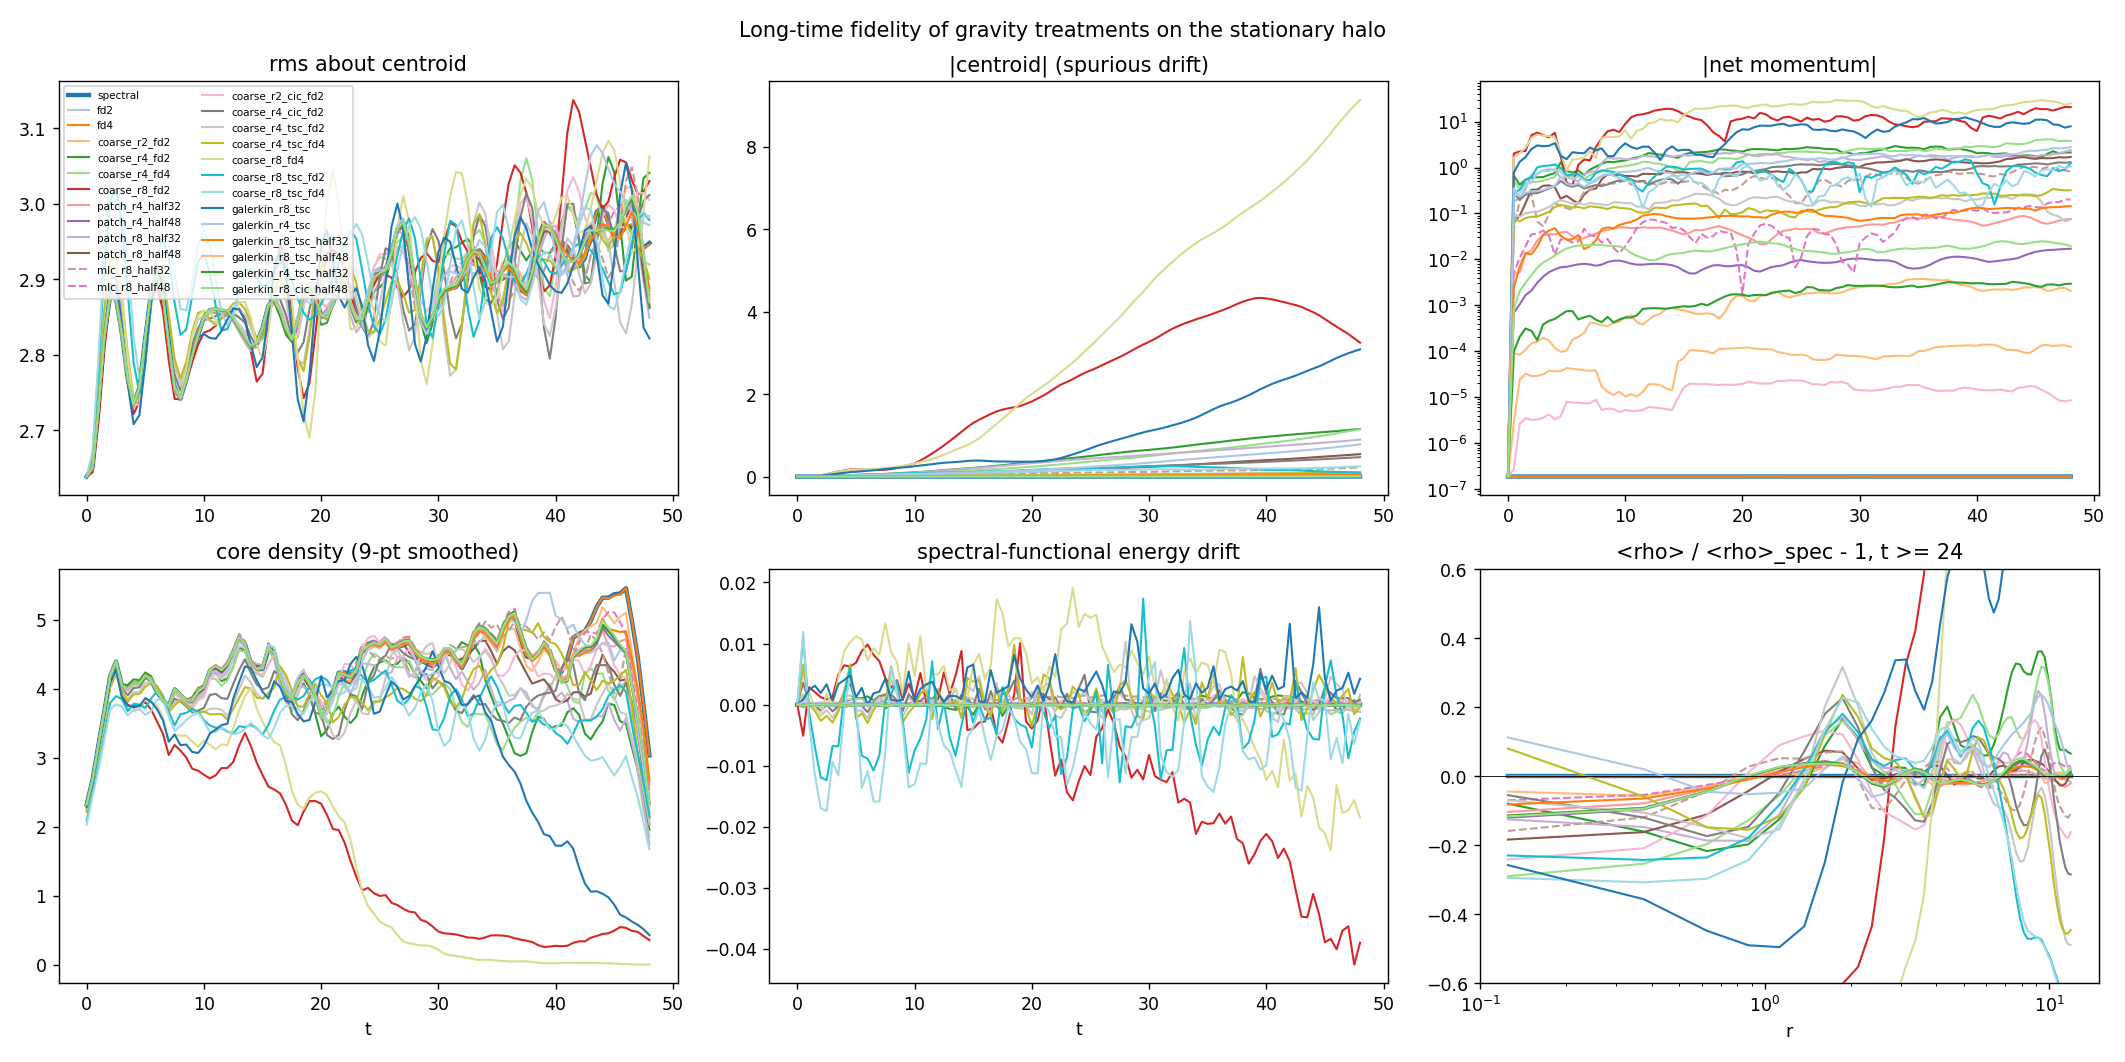 Long-time fidelity of gravity treatments on the stationary halo
rms about centroid
3.1
3.0
2.9
2.8
2.7
0 10 20 30 40 50
spectral
fd2
fd4
coarse_r2_fd2
coarse_r4_fd2
coarse_r4_fd4
coarse_r8_fd2
patch_r4_half32
patch_r4_half48
patch_r8_half32
patch_r8_half48
mlc_r8_half32
mlc_r8_half48
coarse_r2_cic_fd2
coarse_r4_cic_fd2
coarse_r4_tsc_fd2
coarse_r4_tsc_fd4
coarse_r8_fd4
coarse_r8_tsc_fd2
coarse_r8_tsc_fd4
galerkin_r8_tsc
galerkin_r4_tsc
galerkin_r8_tsc_half32
galerkin_r8_tsc_half48
galerkin_r4_tsc_half32
galerkin_r8_cic_half48
|centroid| (spurious drift)
8
6
4
2
0
0 10 20 30 40 50
|net momentum|
10^1
10^0
10^-1
10^-2
10^-3
10^-4
10^-5
10^-6
10^-7
0 10 20 30 40 50
core density (9-pt smoothed)
5
4
3
2
1
0
0 10 20 30 40 50
t
spectral-functional energy drift
0.02
0.01
0.00
−0.01
−0.02
−0.03
−0.04
0 10 20 30 40 50
t
<rho> / <rho>_spec - 1, t >= 24
0.6
0.4
0.2
0.0
−0.2
−0.4
−0.6
10^-1 10^0 10^1
r